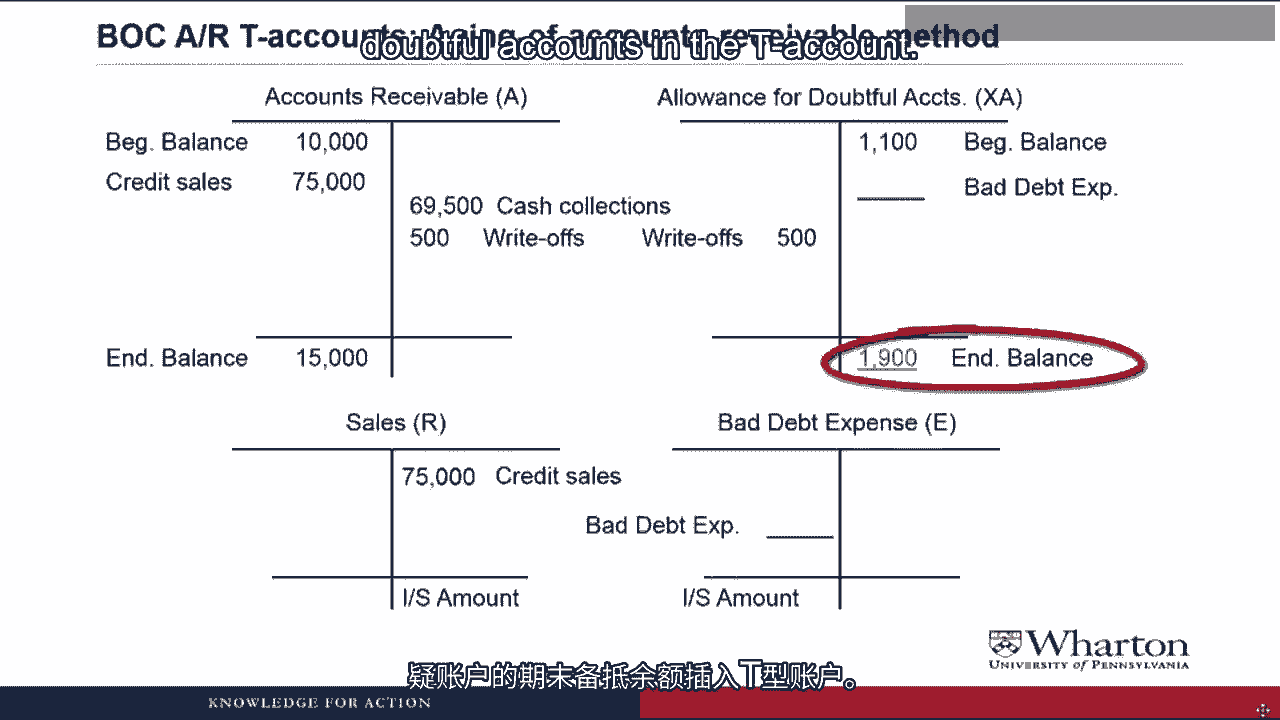 BOC A/R T-accounts: Aging of accounts receivable method
doubtful accounts in the T-account.
Accounts Receivable (A)
Allowance for Doubtful Accts. (XA)
Beg. Balance 10,000
1,100 Beg. Balance
Credit sales 75,000
Bad Debt Exp.
69,500 Cash collections
500 Write-offs
Write-offs 500
End. Balance 15,000
1,900 End. Balance
Sales (R)
Bad Debt Expense (E)
75,000 Credit sales
Bad Debt Exp.
I/S Amount
I/S Amount
Wharton
UNIVERSITY of PENNSYLVANIA
疑账户的期末备抵余额插入T型账户。
KNOWLEDGE FOR ACTION